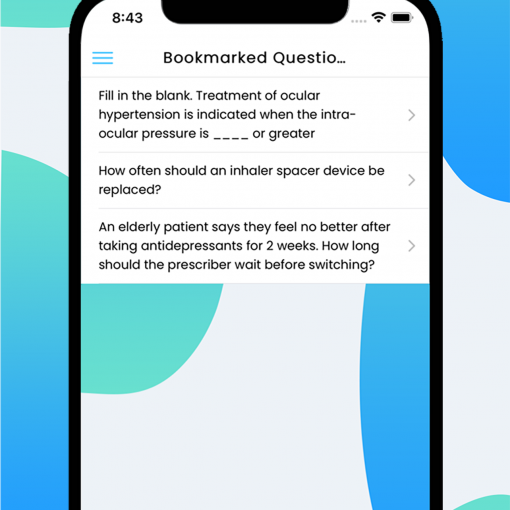 8:43
Bookmarked Questio...
Fill in the blank. Treatment of ocular
hypertension is indicated when the intra-
ocular pressure is ____ or greater
How often should an inhaler spacer device be
replaced?
An elderly patient says they feel no better after
taking antidepressants for 2 weeks. How long
should the prescriber wait before switching?